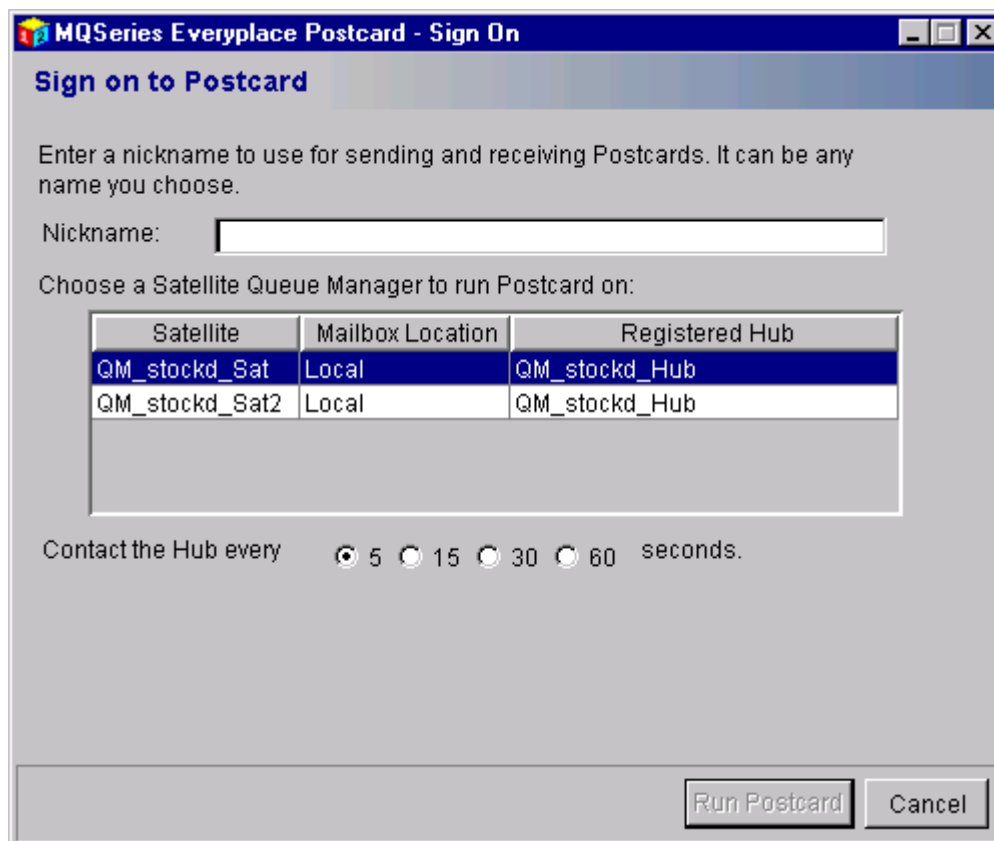 MQSeries Everyplace Postcard - Sign On
Sign on to Postcard
Enter a nickname to use for sending and receiving Postcards. It can be any
name you choose.
Nickname:
Choose a Satellite Queue Manager to run Postcard on:
Satellite Mailbox Location Registered Hub
QM_stockd_Sat Local QM_stockd_Hub
QM_stockd_Sat2 Local QM_stockd_Hub
Contact the Hub every 5 15 30 60 seconds.
Run Postcard Cancel